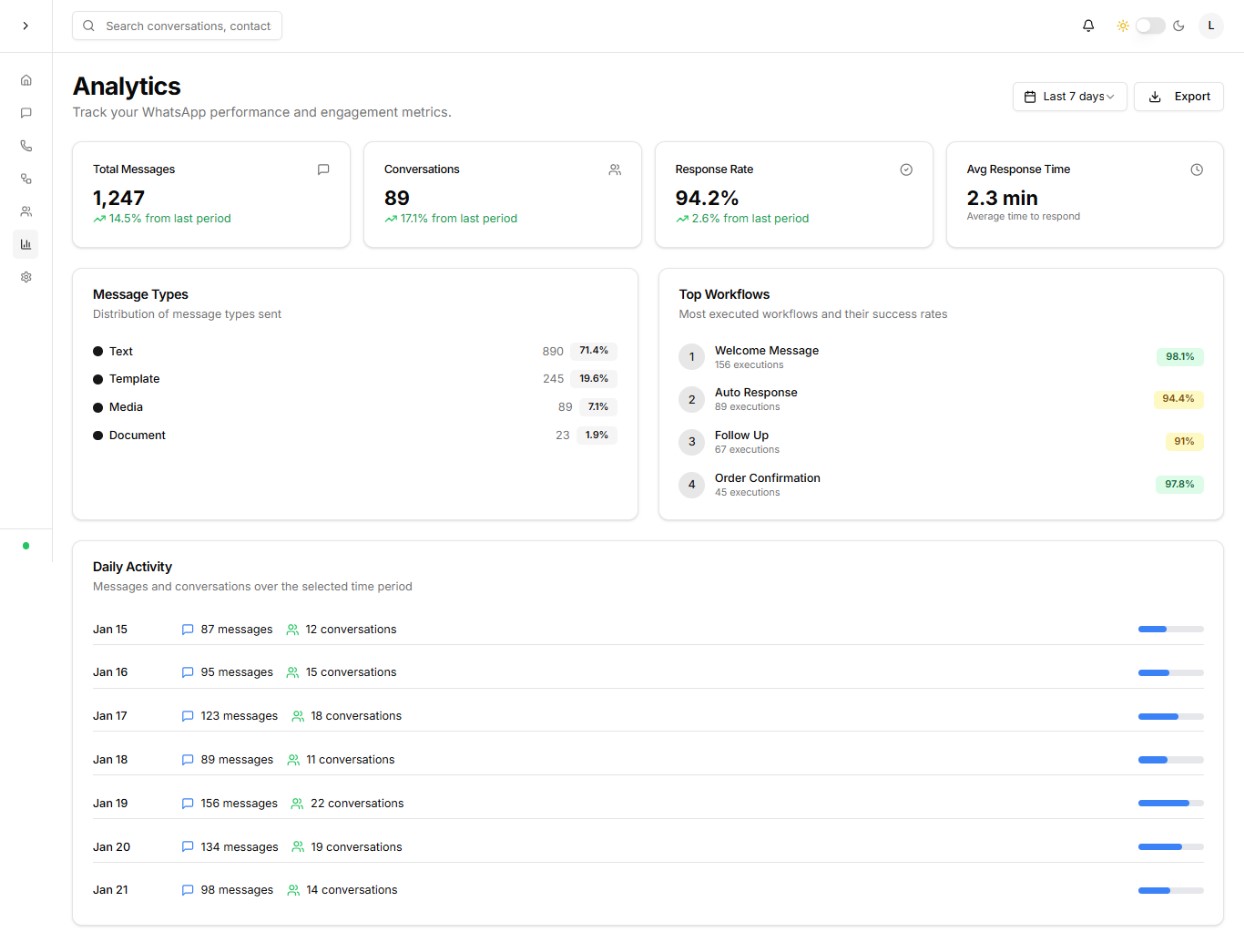 Search conversations, contact
L
Analytics
Track your WhatsApp performance and engagement metrics.
Last 7 days
Export
Total Messages
1,247
14.5% from last period
Conversations
89
17.1% from last period
Response Rate
94.2%
2.6% from last period
Avg Response Time
2.3 min
Average time to respond
Message Types
Distribution of message types sent
Text 890 71.4%
Template 245 19.6%
Media 89 7.1%
Document 23 1.9%
Top Workflows
Most executed workflows and their success rates
1 Welcome Message 98.1%
156 executions
2 Auto Response 94.4%
89 executions
3 Follow Up 91%
67 executions
4 Order Confirmation 97.8%
45 executions
Daily Activity
Messages and conversations over the selected time period
Jan 15 87 messages 12 conversations
Jan 16 95 messages 15 conversations
Jan 17 123 messages 18 conversations
Jan 18 89 messages 11 conversations
Jan 19 156 messages 22 conversations
Jan 20 134 messages 19 conversations
Jan 21 98 messages 14 conversations